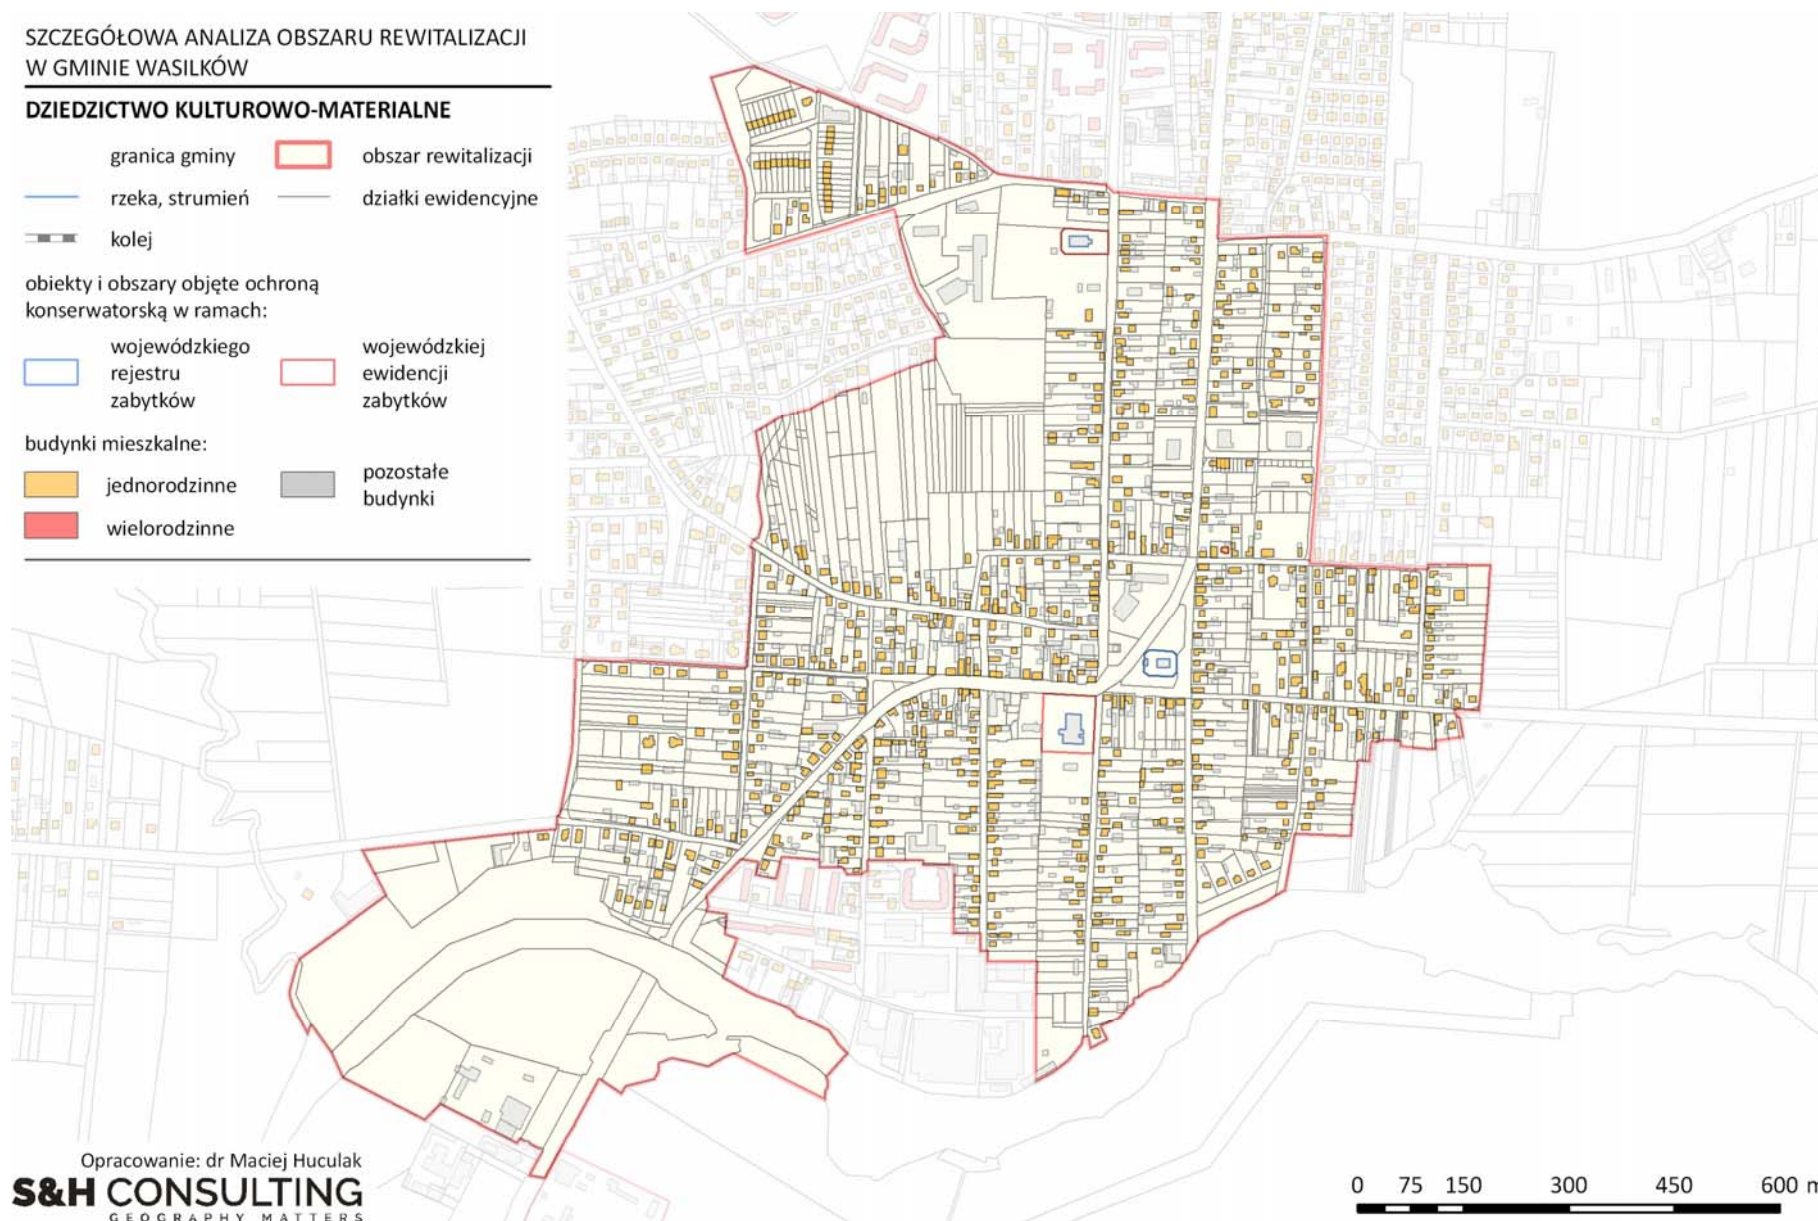 SZCZEGÓŁOWA ANALIZA OBSZARU REWITALIZACJI
W GMINIE WASILKÓW
DZIEDZICTWO KULTUROWO-MATERIALNE
granica gminy
obszar rewitalizacji
rzeka, strumień
działki ewidencyjne
kolej
obiekty i obszary objęte ochroną
konserwatorską w ramach:
wojewódzkiego
rejestru
zabytków
wojewódzkiej
ewidencji
zabytków
budynki mieszkalne:
jednorodzinne
pozostałe
budynki
wielorodzinne
Opracowanie: dr Maciej Huculak
S&H CONSULTING
GEOGRAPHY MATTERS
0 75 150 300 450 600 m